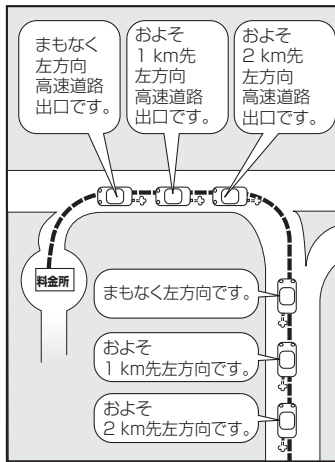 まもなく
左方向
高速道路
出口です。
およそ
1 km先
左方向
高速道路
出口です。
およそ
2 km先
左方向
高速道路
出口です。
料金所
まもなく左方向です。
およそ
1 km先左方向です。
およそ
2 km先左方向です。